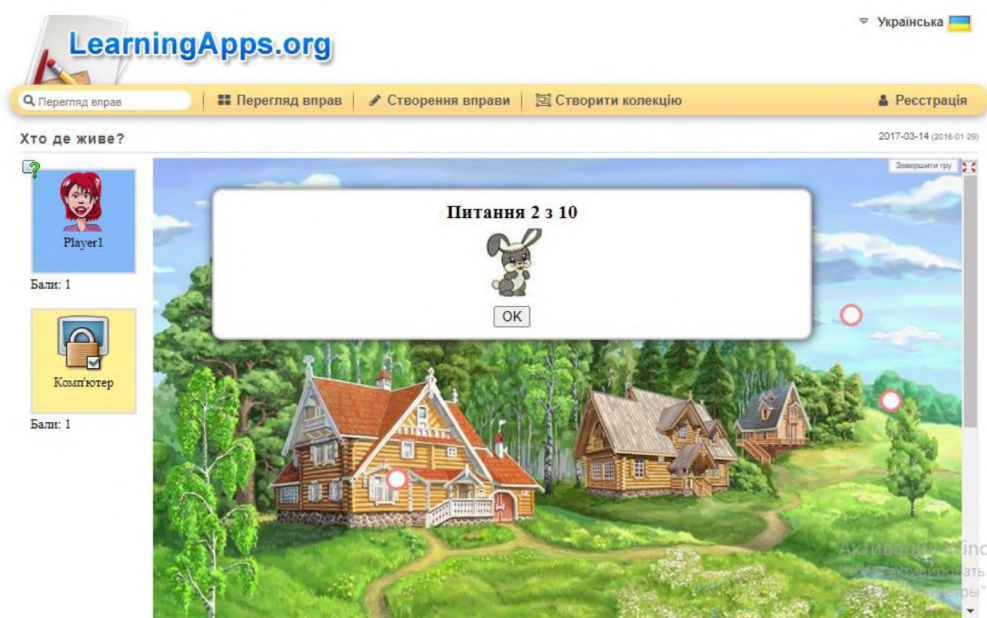 Українська
LearningApps.org
Перегляд вправ
Перегляд вправ
Створення вправи
Створити колекцію
Реєстрація
Хто де живе?
2017-03-14 (2016-01-29)
Завершити гру
Питання 2 з 10
Player1
Бали: 1
OK
Комп'ютер
Бали: 1